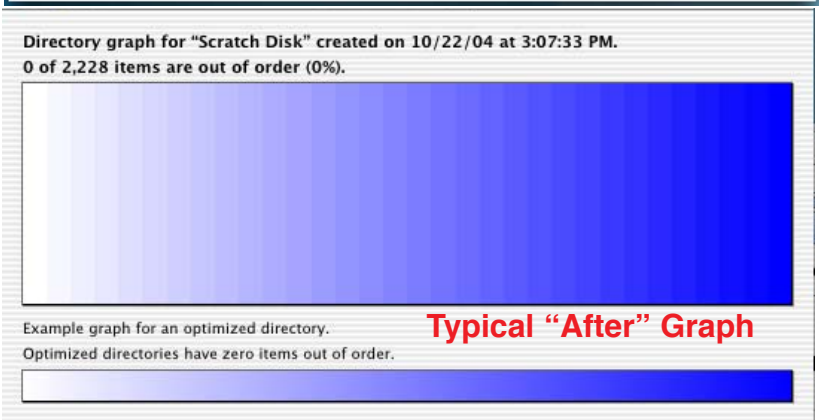 Directory graph for “Scratch Disk” created on 10/22/04 at 3:07:33 PM.
0 of 2,228 items are out of order (0%).
Example graph for an optimized directory.
Typical “After” Graph
Optimized directories have zero items out of order.